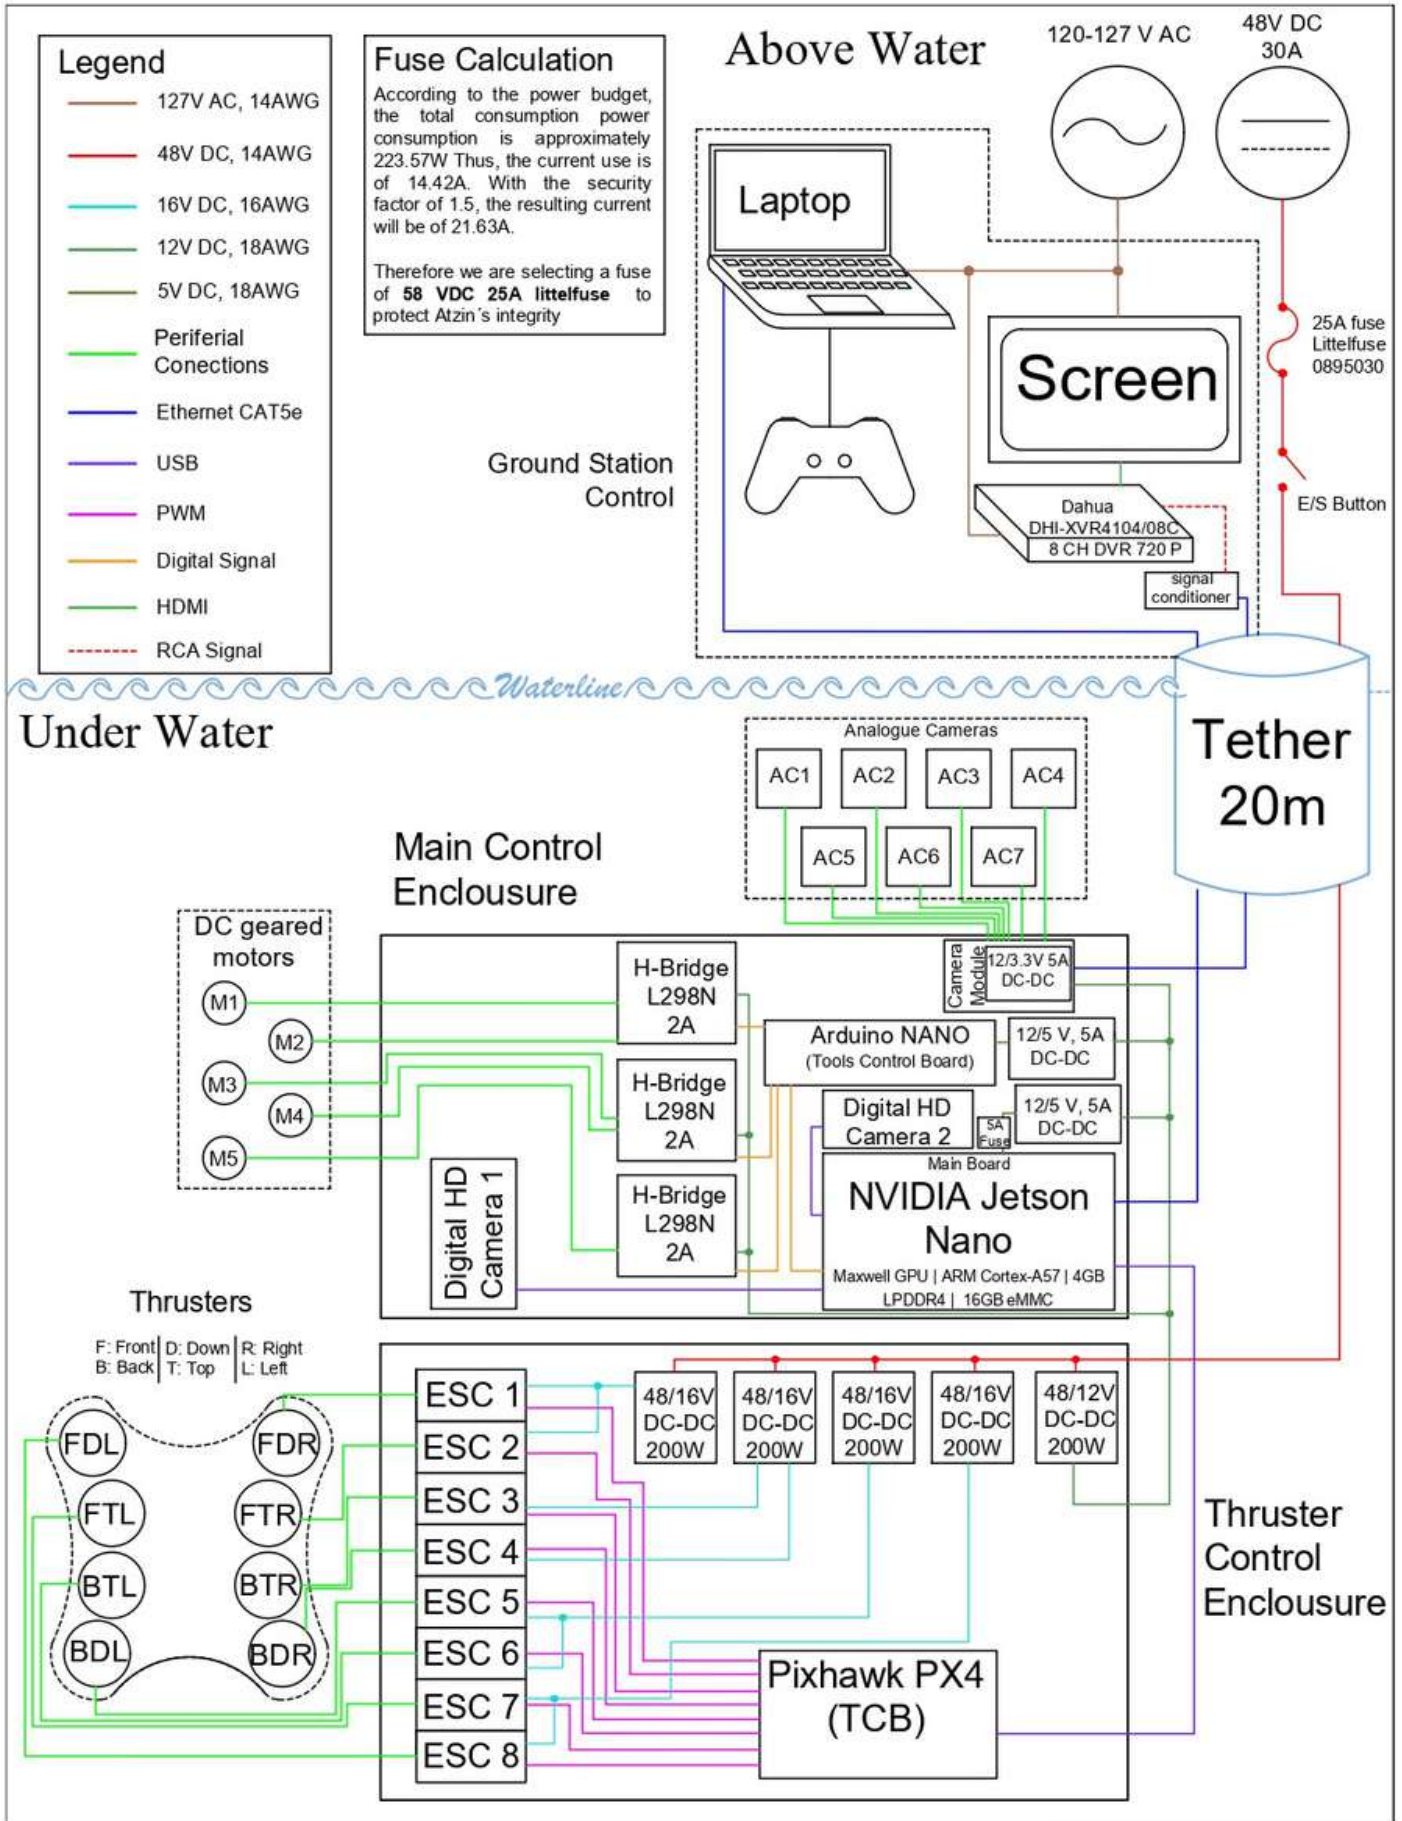 Legend
127V AC, 14AWG
48V DC, 14AWG
16V DC, 16AWG
12V DC, 18AWG
5V DC, 18AWG
Periferial
Conections
Ethernet CAT5e
USB
PWM
Digital Signal
HDMI
RCA Signal
Fuse Calculation
According to the power budget,
the total consumption power
consumption is approximately
223.57W Thus, the current use is
of 14.42A. With the security
factor of 1.5, the resulting current
will be of 21.63A.
Therefore we are selecting a fuse
of 58 VDC 25A littelfuse to
protect Atzin´s integrity
Above Water
120-127 V AC
48V DC
30A
Laptop
Screen
25A fuse
Littelfuse
0895030
E/S Button
Ground Station
Control
Dahua
DHI-XVR4104/08C
8 CH DVR 720 P
signal
conditioner
Waterline
Under Water
Tether
20m
Analogue Cameras
AC1
AC2
AC3
AC4
AC5
AC6
AC7
Main Control
Enclousure
DC geared
motors
M1
M2
M3
M4
M5
H-Bridge
L298N
2A
H-Bridge
L298N
2A
H-Bridge
L298N
2A
Camera
Module
12/3.3V 5A
DC-DC
Arduino NANO
(Tools Control Board)
12/5 V, 5A
DC-DC
12/5 V, 5A
DC-DC
5A
Fuse
Digital HD
Camera 2
Digital HD
Camera 1
Main Board
NVIDIA Jetson
Nano
Maxwell GPU | ARM Cortex-A57 | 4GB
LPDDR4 | 16GB eMMC
Thrusters
F: Front D: Down R: Right
B: Back T: Top L: Left
FDL
FDR
FTL
FTR
BTL
BTR
BDL
BDR
ESC 1
ESC 2
ESC 3
ESC 4
ESC 5
ESC 6
ESC 7
ESC 8
48/16V
DC-DC
200W
48/16V
DC-DC
200W
48/16V
DC-DC
200W
48/16V
DC-DC
200W
48/12V
DC-DC
200W
Pixhawk PX4
(TCB)
Thruster
Control
Enclousure